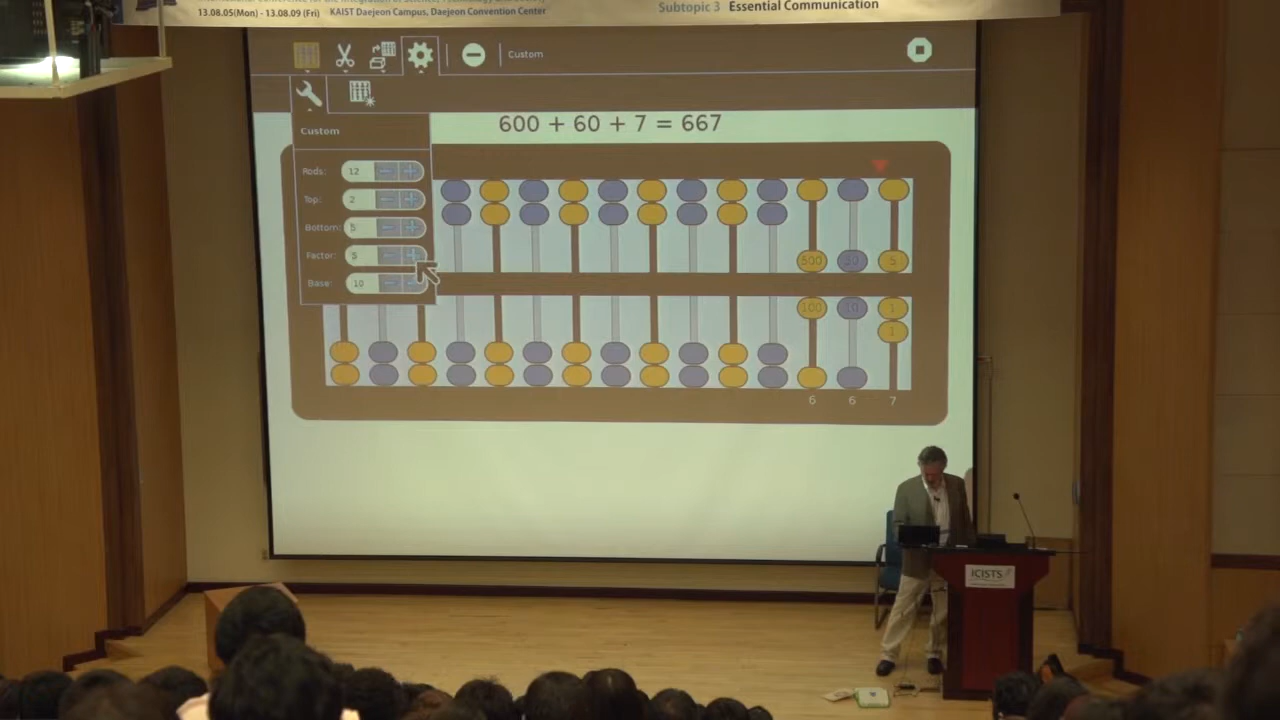 13.08.05(Mon) - 13.08.09 (Fri) KAIST Daejeon Campus, Daejeon Convention Center
Subtopic 3 Essential Communication
Custom
600 + 60 + 7 = 667
Custom
Rods: 12
Top: 2
Bottom: 5
Factor: 5
Base: 10
500 50 5
100 10 1
1
6 6 7
ICISTS